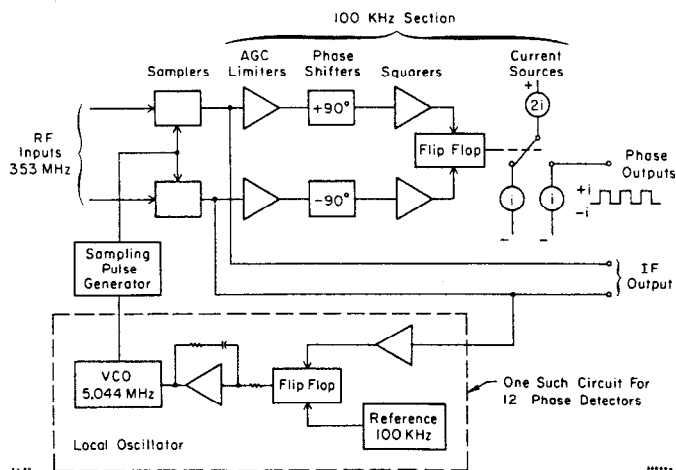 100 KHz Section
AGC
Limiters
Phase
Shifters
Current
Sources
Samplers
Squarers
+
2i
+90°
RF
Inputs
353 MHz
Flip Flop
Phase
Outputs
+i
-i
i
i
-90°
-
-
Sampling
Pulse
Generator
IF
Output
VCO
5.044 MHz
Flip Flop
One Such Circuit For
12 Phase Detectors
Reference
100 KHz
Local Oscillator